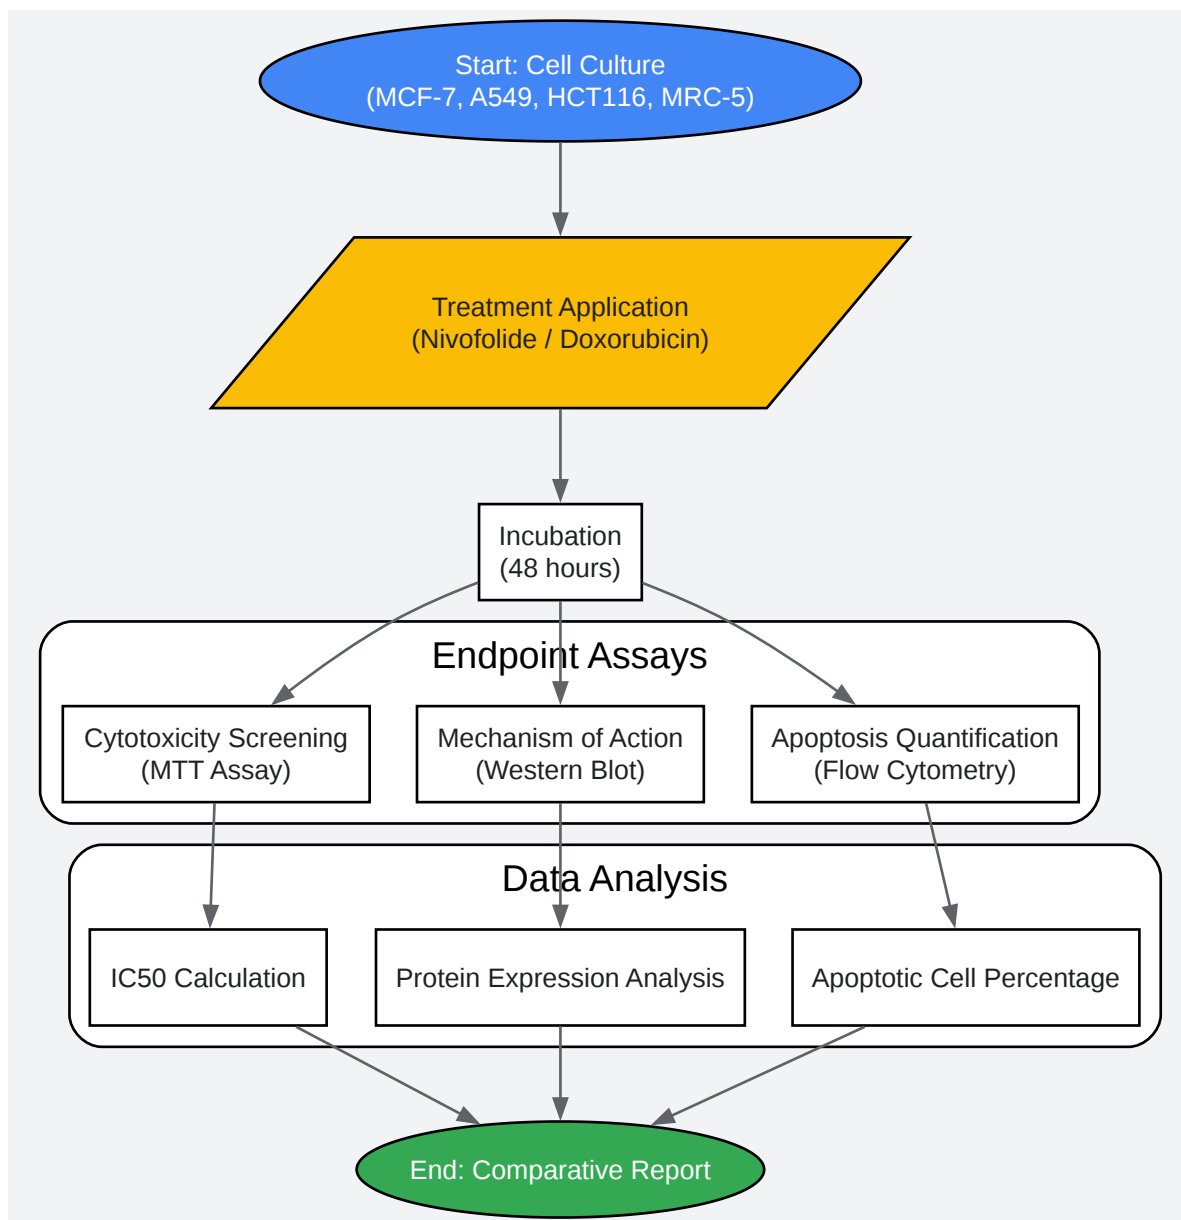 Start: Cell Culture
(MCF-7, A549, HCT116, MRC-5)
Treatment Application
(Nivofolide / Doxorubicin)
Incubation
(48 hours)
Endpoint Assays
Cytotoxicity Screening
(MTT Assay)
Mechanism of Action
(Western Blot)
Apoptosis Quantification
(Flow Cytometry)
Data Analysis
IC50 Calculation
Protein Expression Analysis
Apoptotic Cell Percentage
End: Comparative Report